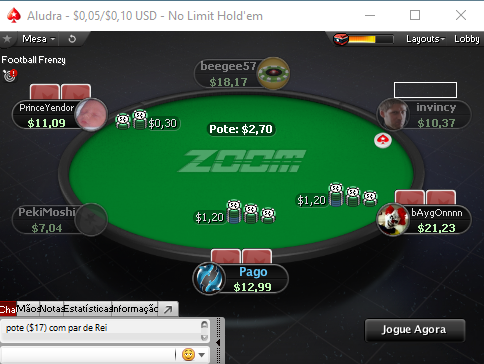 Aludra - $0,05/$0,10 USD - No Limit Hold'em
Mesa
Layouts
Lobby
Football Frenzy
beegee57
$18,17
PrinceYendor
$11,09
$0,30
Pote: $2,70
invincy
$10,37
ZOOM
$1,20
$1,20
PekiMoshi
$7,04
bAygOnnnn
$21,23
Pago
$12,99
Cha Mãos Notas Estatísticas Informação
pote ($17) com par de Rei
Jogue Agora